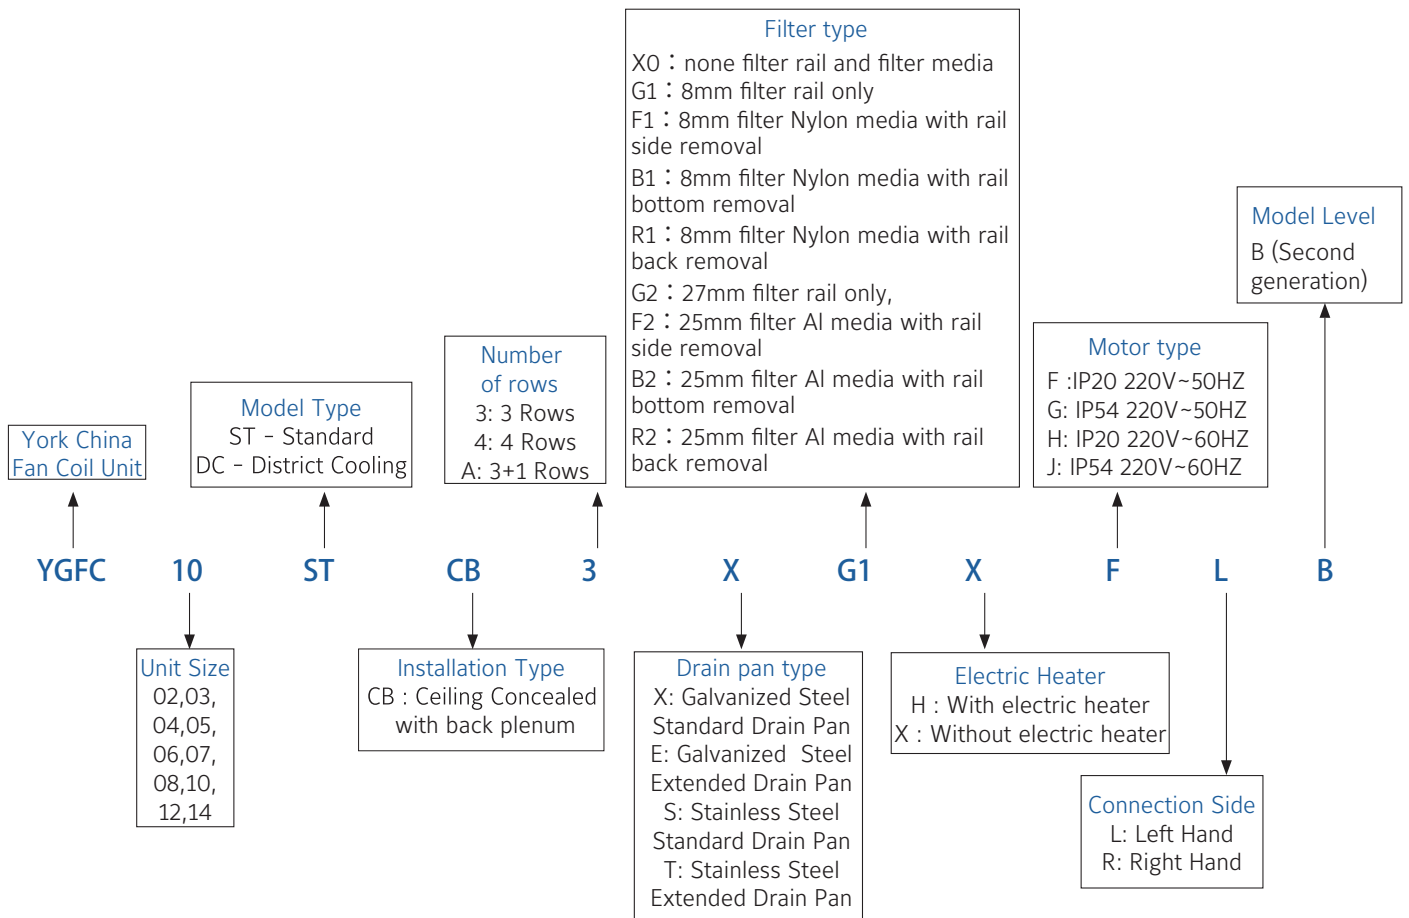 Filter type
X0：none filter rail and filter media
G1：8mm filter rail only
F1：8mm filter Nylon media with rail
side removal
B1：8mm filter Nylon media with rail
bottom removal
R1：8mm filter Nylon media with rail
back removal
G2：27mm filter rail only,
F2：25mm filter Al media with rail
side removal
B2：25mm filter Al media with rail
bottom removal
R2：25mm filter Al media with rail
back removal
Model Level
B (Second
generation)
Number
of rows
3: 3 Rows
4: 4 Rows
A: 3+1 Rows
Motor type
F :IP20 220V~50HZ
G: IP54 220V~50HZ
H: IP20 220V~60HZ
J: IP54 220V~60HZ
Model Type
ST - Standard
DC - District Cooling
York China
Fan Coil Unit
YGFC 10 ST CB 3 X G1 X F L B
Unit Size
02,03,
04,05,
06,07,
08,10,
12,14
Installation Type
CB : Ceiling Concealed
with back plenum
Drain pan type
X: Galvanized Steel
Standard Drain Pan
E: Galvanized Steel
Extended Drain Pan
S: Stainless Steel
Standard Drain Pan
T: Stainless Steel
Extended Drain Pan
Electric Heater
H : With electric heater
X : Without electric heater
Connection Side
L: Left Hand
R: Right Hand